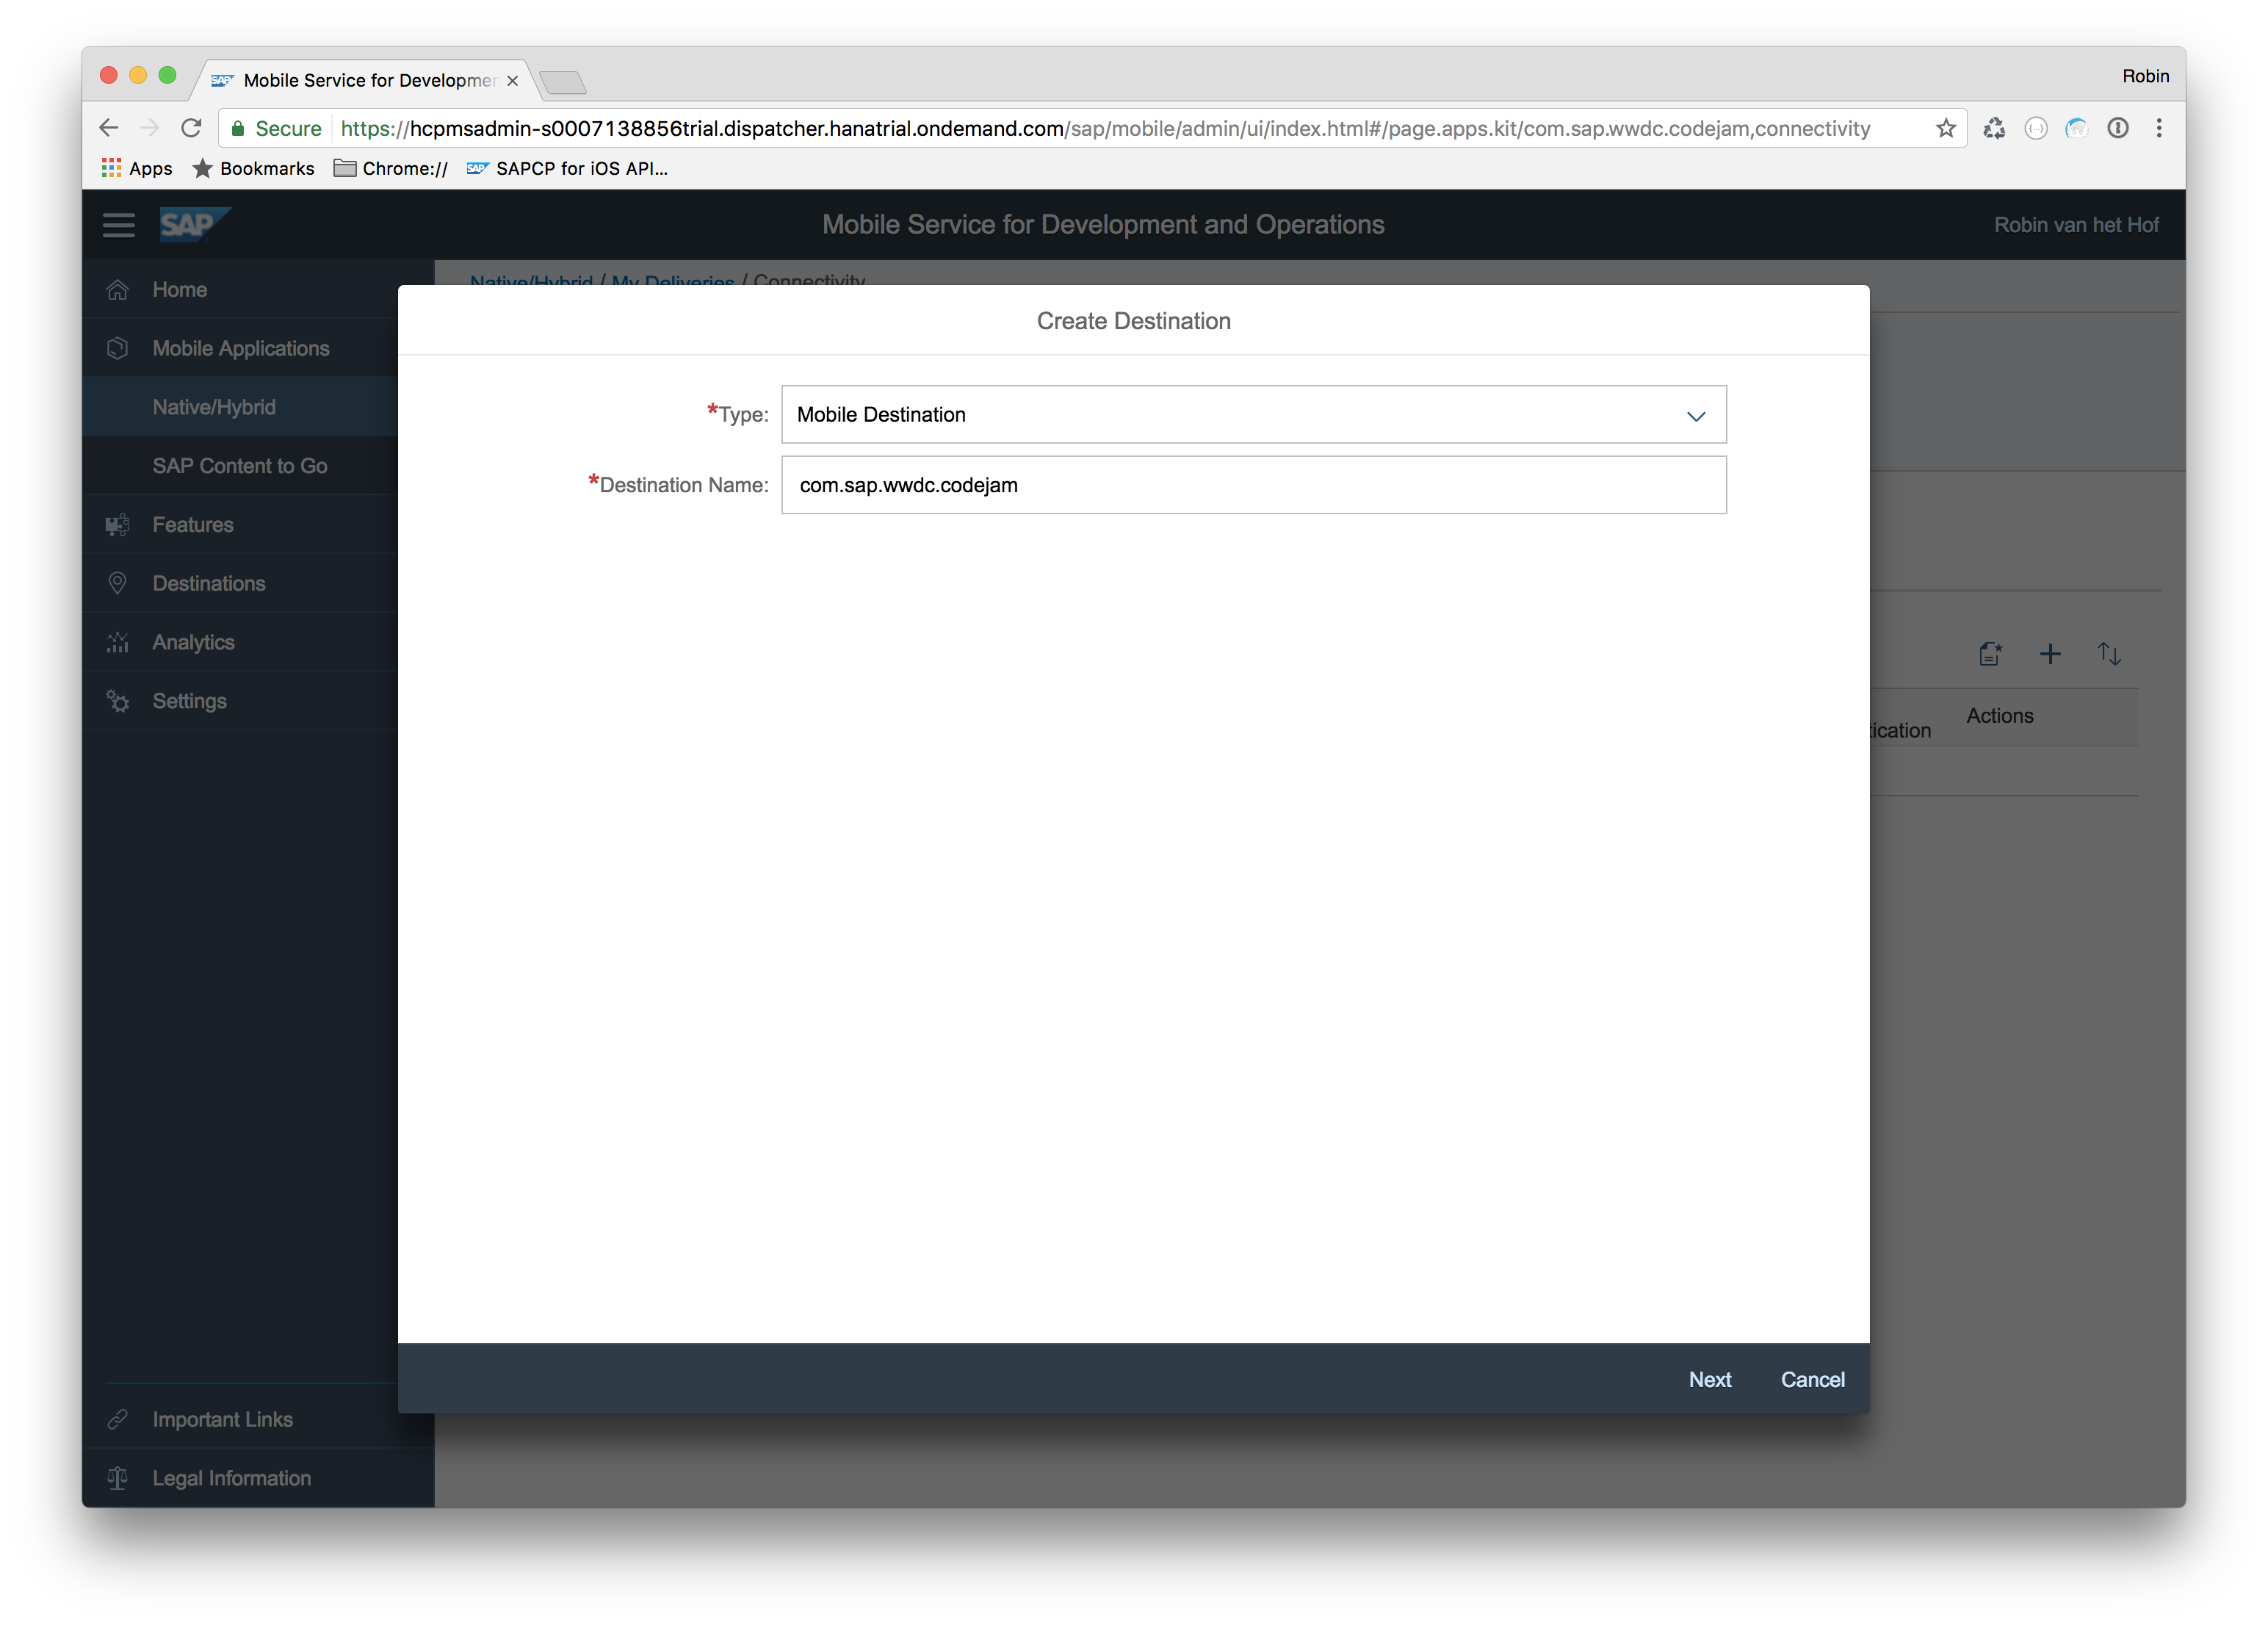 Mobile Service for Developmen
Robin
Secure https://hcpmsadmin-s0007138856trial.dispatcher.hanatrial.ondemand.com/sap/mobile/admin/ui/index.html#/page.apps.kit/com.sap.wwdc.codejam,connectivity
Apps Bookmarks Chrome:// SAP SAPCP for iOS API...
SAP Mobile Service for Development and Operations Robin van het Hof
Home
Mobile Applications
Native/Hybrid
SAP Content to Go
Features
Destinations
Analytics
Settings
Important Links
Legal Information
Native/Hybrid / My Deliveries / Connectivity
Create Destination
*Type: Mobile Destination
*Destination Name: com.sap.wwdc.codejam
tication Actions
Next Cancel